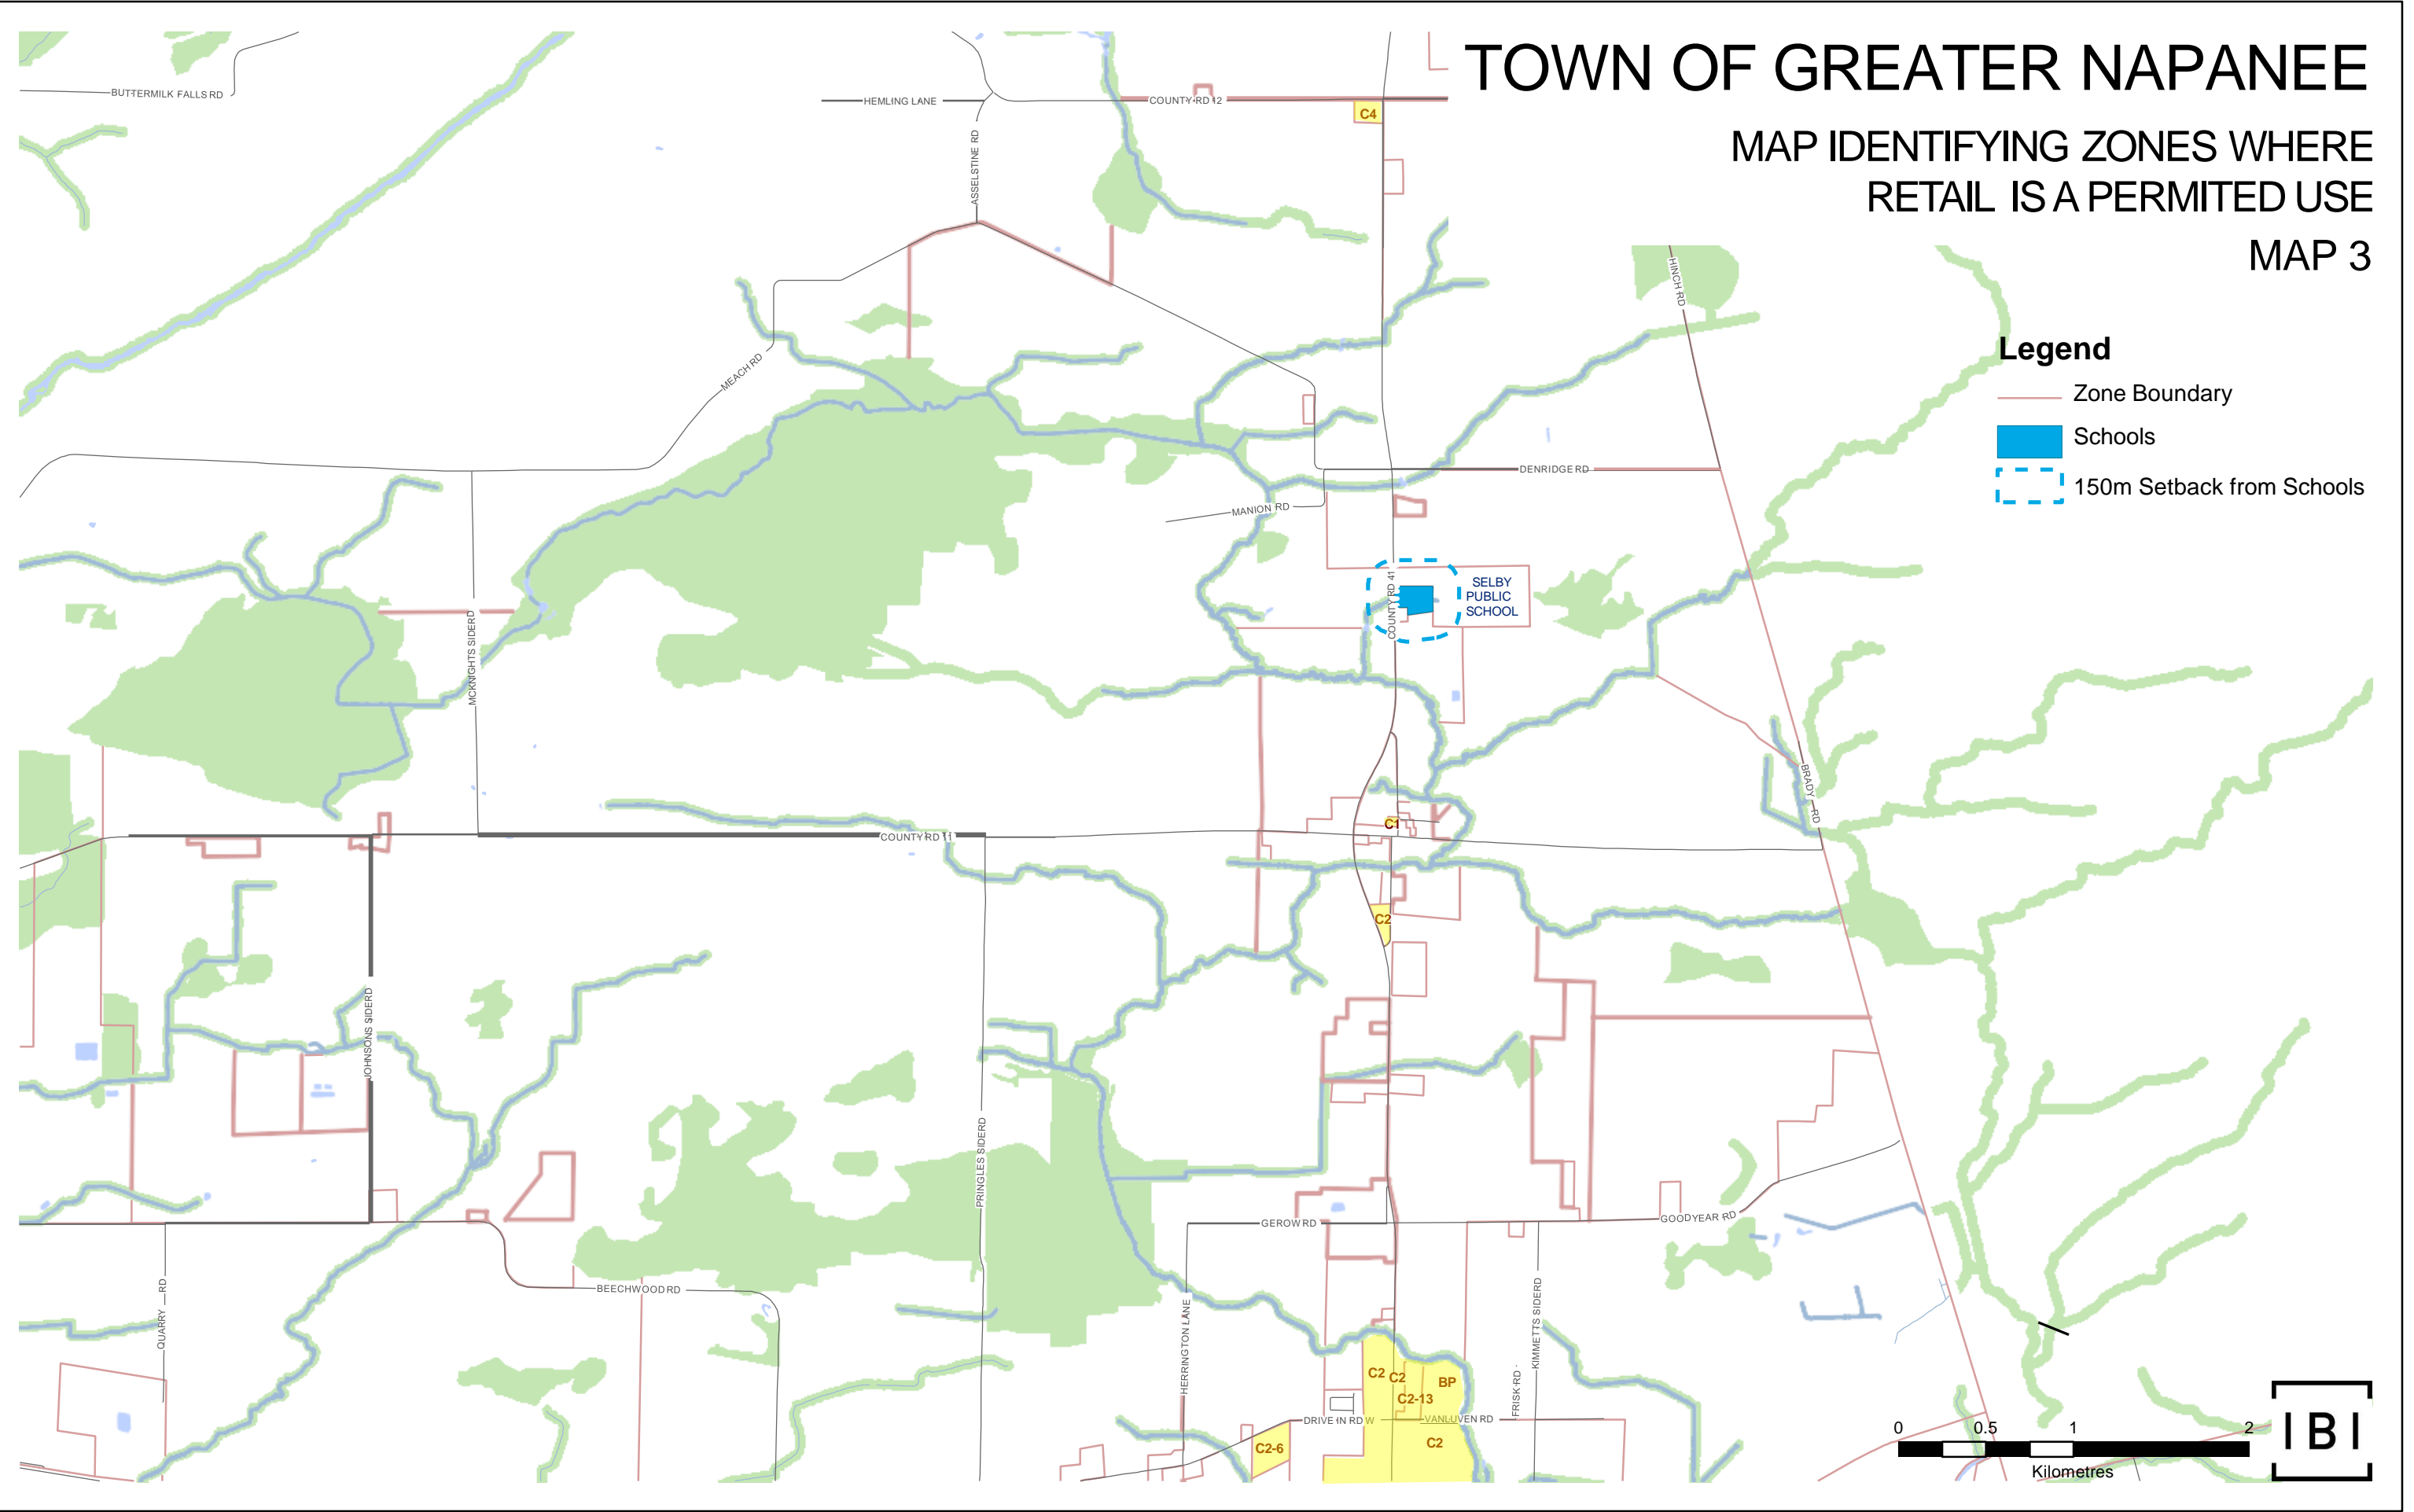 TOWN OF GREATER NAPANEE
MAP IDENTIFYING ZONES WHERE
RETAIL IS A PERMITED USE
MAP 3
Legend
Zone Boundary
Schools
150m Setback from Schools
BUTTERMILK FALLS RD
HEMLING LANE
COUNTY RD 12
C4
ASSELSTINE RD
HINCH RD
MEACH RD
DENRIDGE RD
MANION RD
COUNTY RD 41
SELBY
PUBLIC
SCHOOL
MCKNIGHTS SIDERD
BRADY RD
COUNTY RD 11
C1
C2
JOHNSONS SIDERD
PRINGLES SIDERD
GEROW RD
GOODYEAR RD
BEECHWOOD RD
QUARRY RD
HERRINGTON LANE
KIMMETTS SIDERD
FRISK RD
C2
C2
BP
C2-13
DRIVE IN RD W
VANLUVEN RD
C2-6
C2
0 0.5 1 2
Kilometres
IBI